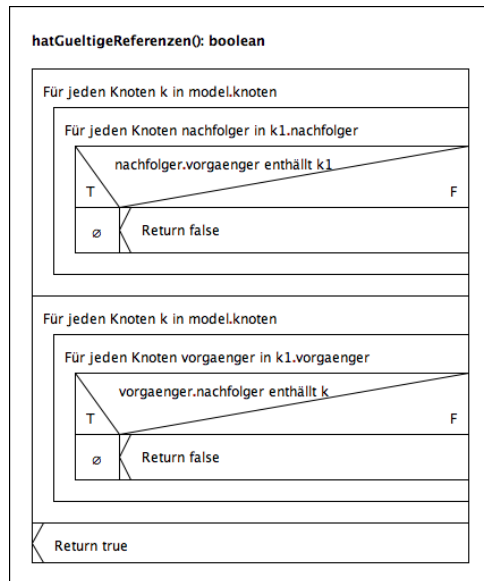 hatGueltigeReferenzen(): boolean
Für jeden Knoten k in model.knoten
Für jeden Knoten nachfolger in k1.nachfolger
nachfolger.vorgaenger enthällt k1
T F
ø Return false
Für jeden Knoten k in model.knoten
Für jeden Knoten vorgaenger in k1.vorgaenger
vorgaenger.nachfolger enthällt k
T F
ø Return false
Return true